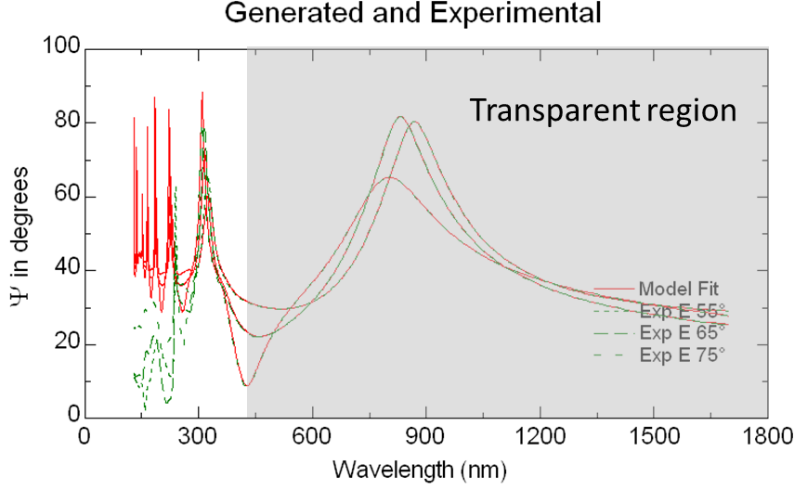 Generated and Experimental
100
80
60
40
20
0
Ψ in degrees
Transparent region
Model Fit
Exp E 55°
Exp E 65°
Exp E 75°
0
300
600
900
1200
1500
1800
Wavelength (nm)